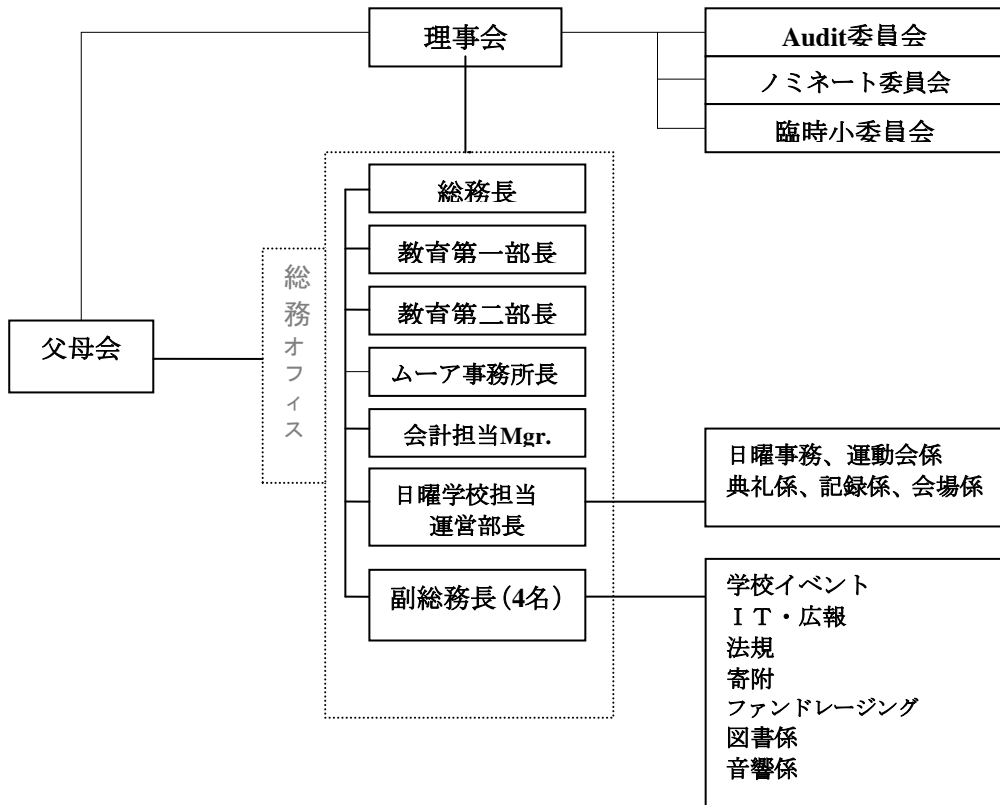 理事会
Audit委員会
ノミネート委員会
臨時小委員会
総務長
教育第一部長
教育第二部長
ムーア事務所長
会計担当Mgr.
日曜学校担当
運営部長
副総務長(4名)
総務オフィス
父母会
日曜事務、運動会係
典礼係、記録係、会場係
学校イベント
ＩＴ・広報
法規
寄附
ファンドレージング
図書係
音響係